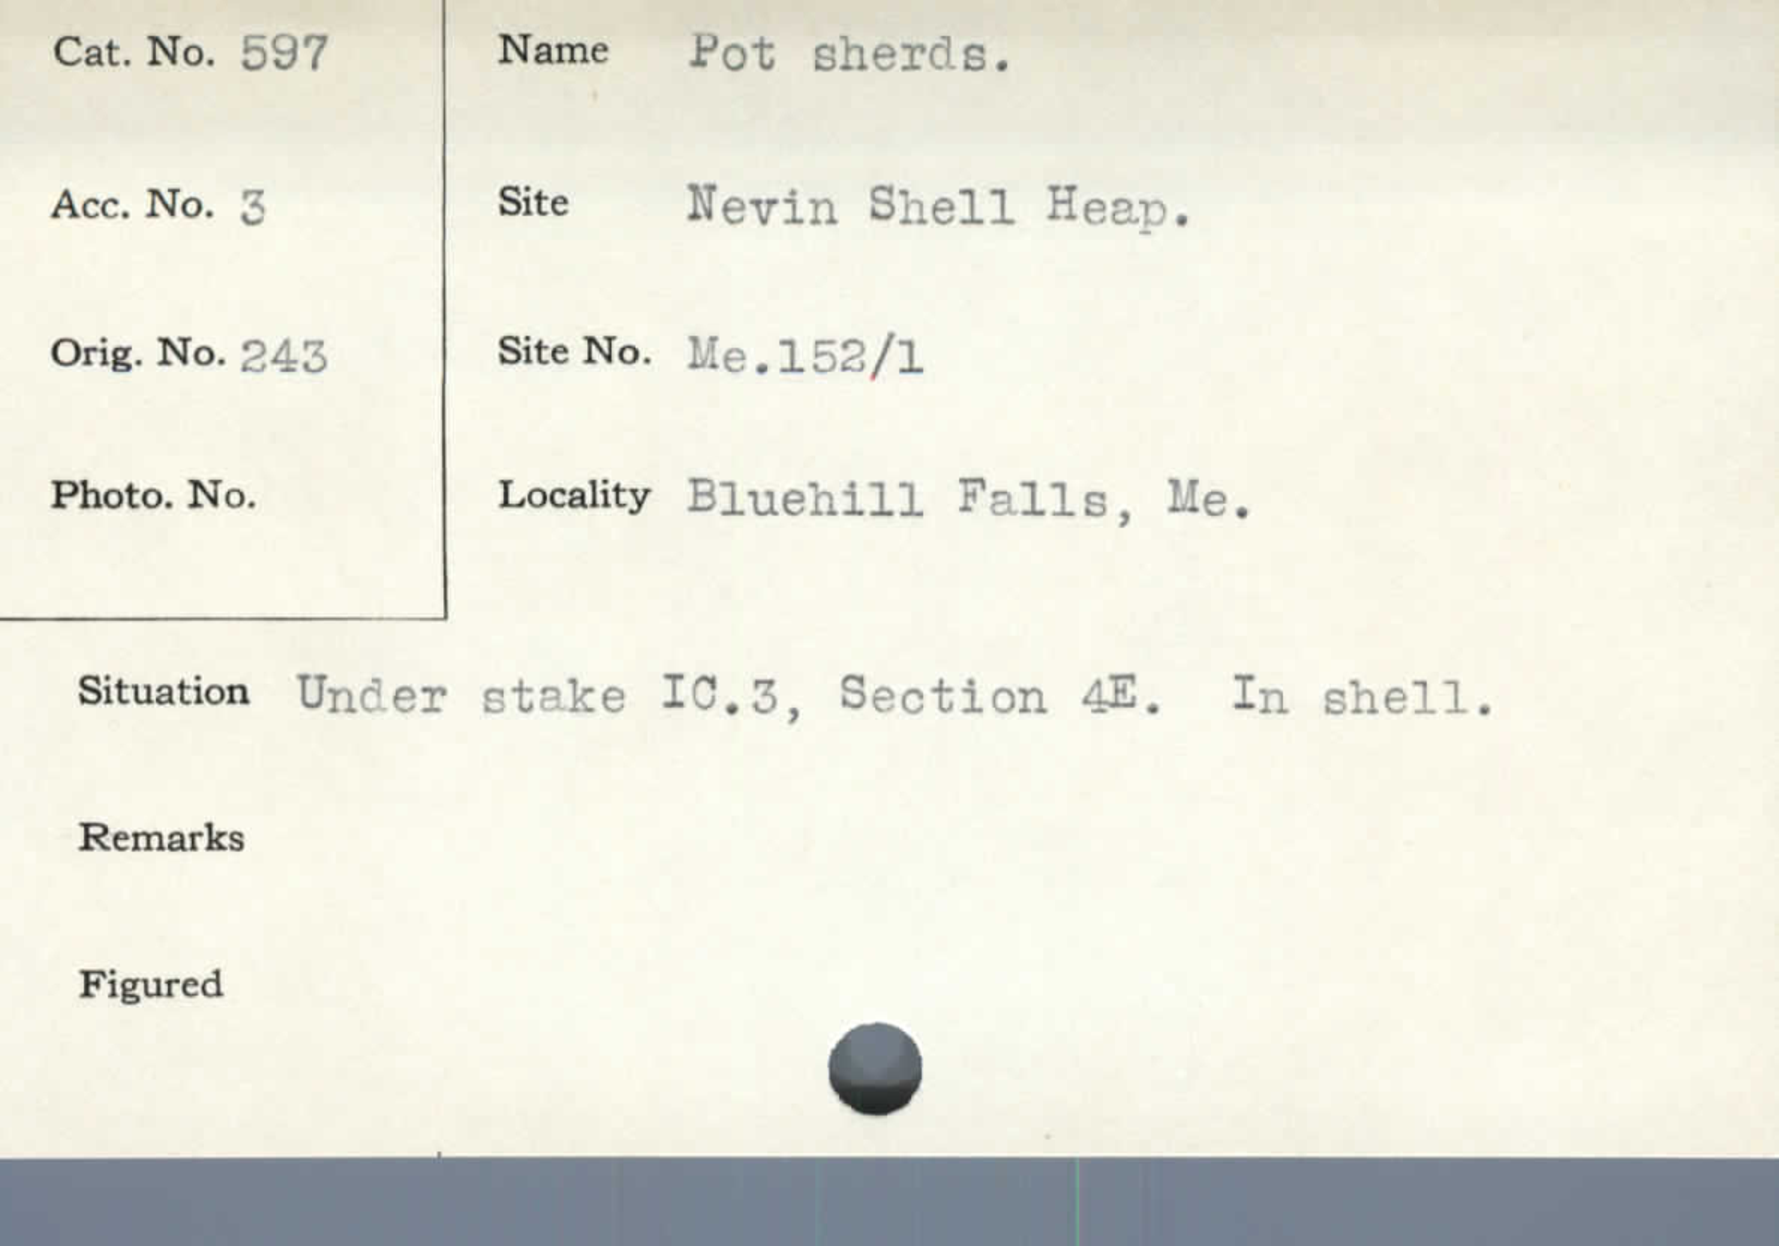 Cat. No. 597
Name Pot sherds.
Acc. No. 3
Site Nevin Shell Heap.
Orig. No. 243
Site No. Me.152/1
Photo. No.
Locality Bluehill Falls, Me.
Situation Under stake IC.3, Section 4E. In shell.
Remarks
Figured